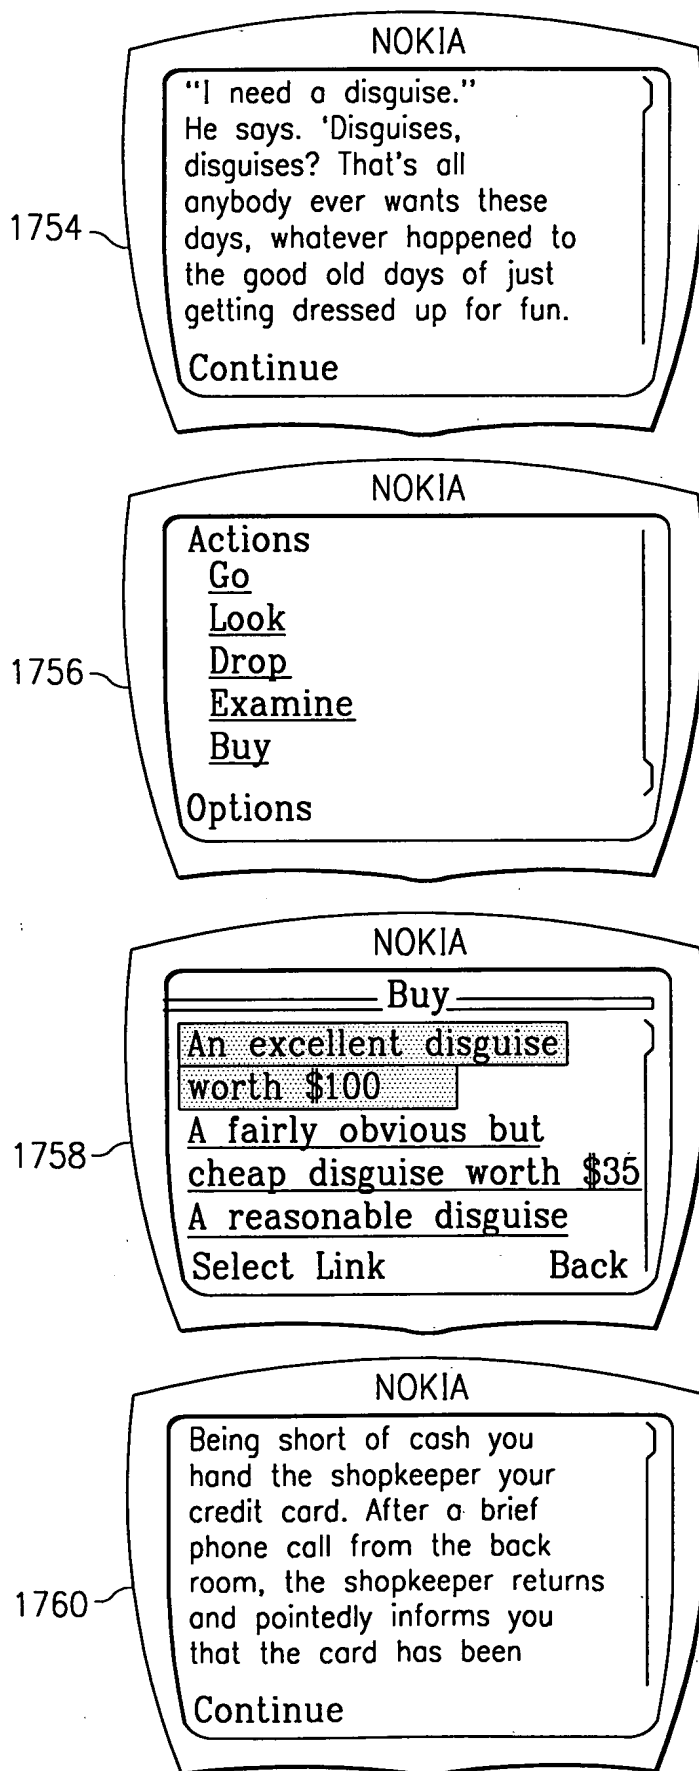 NOKIA
"I need a disguise."
He says. 'Disguises,
disguises? That's all
anybody ever wants these
days, whatever happened to
the good old days of just
getting dressed up for fun.
Continue
1754
NOKIA
Actions
Go
Look
Drop
Examine
Buy
Options
1756
NOKIA
Buy
An excellent disguise
worth $100
A fairly obvious but
cheap disguise worth $35
A reasonable disguise
Select Link Back
1758
NOKIA
Being short of cash you
hand the shopkeeper your
credit card. After a brief
phone call from the back
room, the shopkeeper returns
and pointedly informs you
that the card has been
Continue
1760